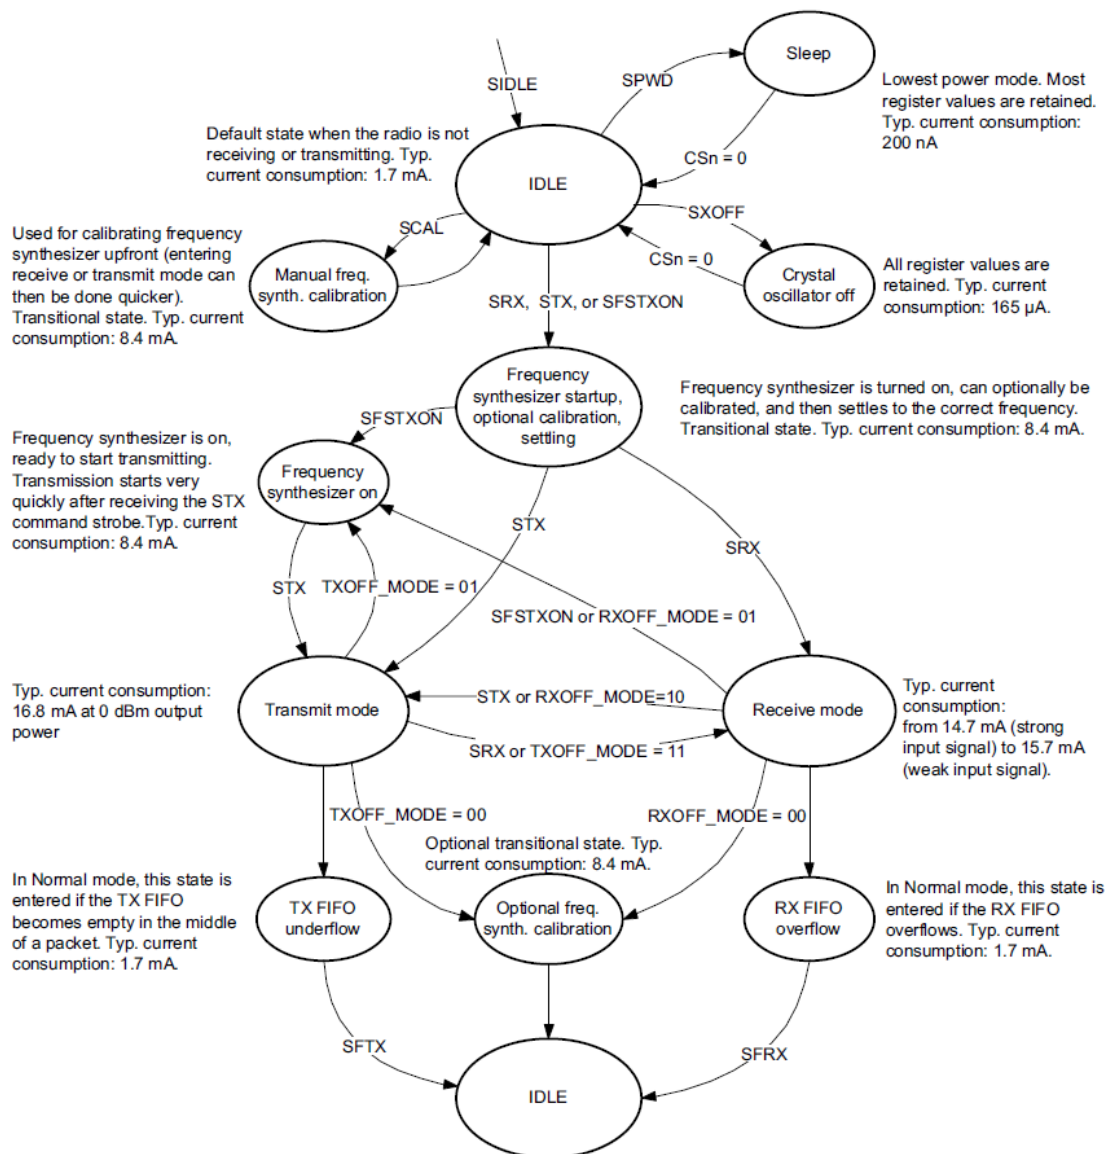 Sleep
SIDLE
SPWD
Lowest power mode. Most
register values are retained.
Typ. current consumption:
200 nA
Default state when the radio is not
receiving or transmitting. Typ.
current consumption: 1.7 mA.
CSn = 0
IDLE
SCAL
SXOFF
Used for calibrating frequency
synthesizer upfront (entering
receive or transmit mode can
then be done quicker).
Transitional state. Typ. current
consumption: 8.4 mA.
Manual freq.
synth. calibration
CSn = 0
Crystal
oscillator off
All register values are
retained. Typ. current
consumption: 165 µA.
SRX, STX, or SFSTXON
Frequency
synthesizer startup,
optional calibration,
settling
Frequency synthesizer is turned on, can optionally be
calibrated, and then settles to the correct frequency.
Transitional state. Typ. current consumption: 8.4 mA.
SFSTXON
Frequency synthesizer is on,
ready to start transmitting.
Transmission starts very
quickly after receiving the STX
command strobe.Typ. current
consumption: 8.4 mA.
Frequency
synthesizer on
STX
SRX
STX
TXOFF_MODE = 01
SFSTXON or RXOFF_MODE = 01
Typ. current consumption:
16.8 mA at 0 dBm output
power
Transmit mode
STX or RXOFF_MODE=10
Receive mode
SRX or TXOFF_MODE = 11
Typ. current
consumption:
from 14.7 mA (strong
input signal) to 15.7 mA
(weak input signal).
TXOFF_MODE = 00
RXOFF_MODE = 00
Optional transitional state. Typ.
current consumption: 8.4 mA.
In Normal mode, this state is
entered if the TX FIFO
becomes empty in the middle
of a packet. Typ. current
consumption: 1.7 mA.
TX FIFO
underflow
Optional freq.
synth. calibration
RX FIFO
overflow
In Normal mode, this state is
entered if the RX FIFO
overflows. Typ. current
consumption: 1.7 mA.
SFTX
SFRX
IDLE